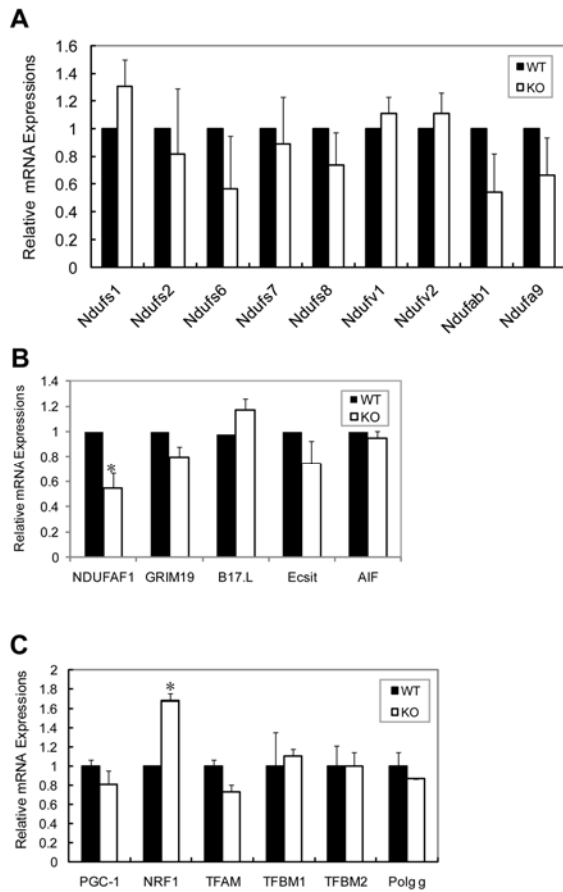 A
Relative mRNA Expressions
1.6
1.4
1.2
1
0.8
0.6
0.4
0.2
0
WT
KO
Ndufs1
Ndufs2
Ndufs6
Ndufs7
Ndufs8
Ndufv1
Ndufv2
Ndufab1
Ndufa9
B
Relative mRNA Expressions
1.4
1.2
1
0.8
0.6
0.4
0.2
0
*
WT
KO
NDUFAF1
GRIM19
B17.L
Ecsit
AIF
C
Relative mRNA Expressions
2
1.8
1.6
1.4
1.2
1
0.8
0.6
0.4
0.2
0
*
WT
KO
PGC-1
NRF1
TFAM
TFBM1
TFBM2
Polg g